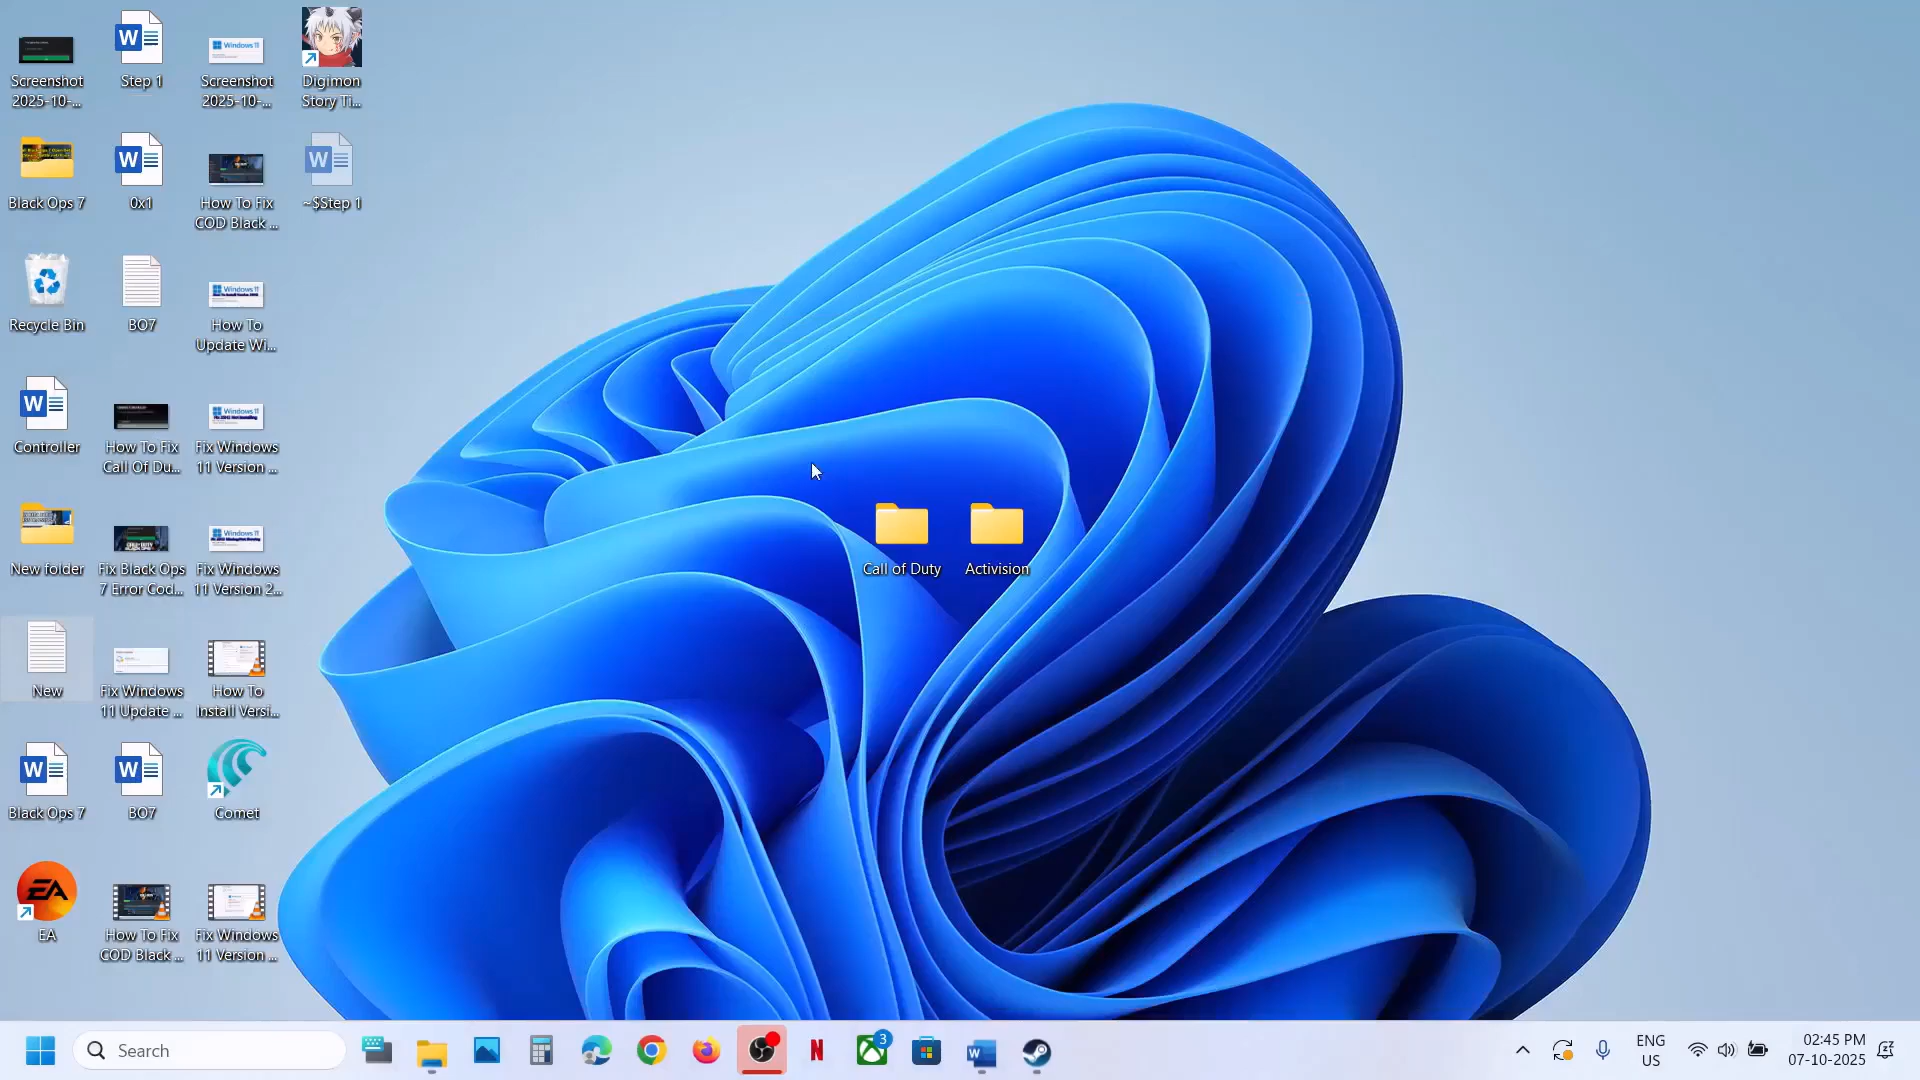 Screenshot
2025-10-...
Step 1
Screenshot
2025-10-...
Digimon
Story Ti...
Black Ops 7
0x1
How To Fix
COD Black ...
~$Step 1
Recycle Bin
BO7
How To
Update Wi...
Controller
How To Fix
Call Of Du...
Fix Windows
11 Version ...
New folder
Fix Black Ops
7 Error Cod...
Fix Windows
11 Version 2...
Call of Duty
Activision
New
Fix Windows
11 Update ...
How To
Install Versi...
Black Ops 7
BO7
Comet
EA
How To Fix
COD Black ...
Fix Windows
11 Version ...
Search
3
ENG
US
02:45 PM
07-10-2025